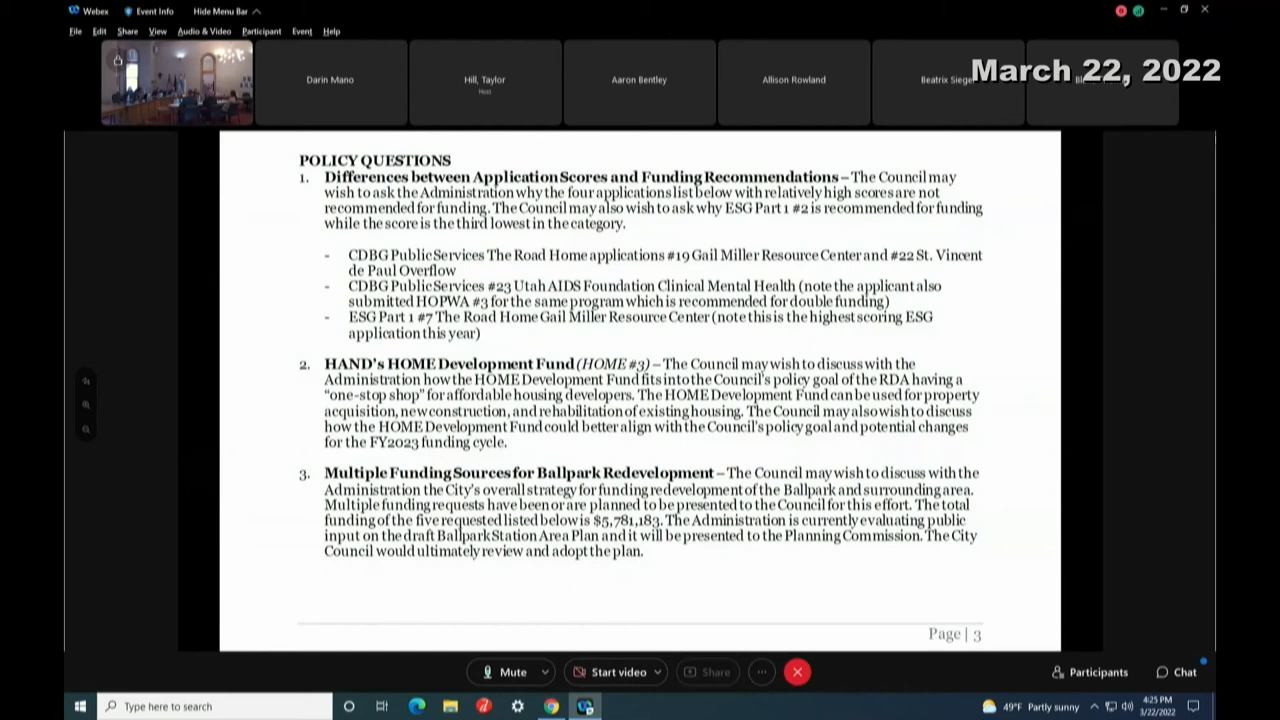 Webex Event Info Hide Menu Bar
File Edit Share View Audio & Video Participant Event Help
Darin Mano
Hill, Taylor
Host
Aaron Bentley
Allison Rowland
Beatrix Siege
March 22, 2022
POLICY QUESTIONS
1. Differences between Application Scores and Funding Recommendations – The Council may
wish to ask the Administration why the four applications list below with relatively high scores are not
recommended for funding. The Council may also wish to ask why ESG Part 1 #2 is recommended for funding
while the score is the third lowest in the category.
- CDBG Public Services The Road Home applications #19 Gail Miller Resource Center and #22 St. Vincent
de Paul Overflow
- CDBG Public Services #23 Utah AIDS Foundation Clinical Mental Health (note the applicant also
submitted HOPWA #3 for the same program which is recommended for double funding)
- ESG Part 1 #7 The Road Home Gail Miller Resource Center (note this is the highest scoring ESG
application this year)
2. HAND's HOME Development Fund (HOME #3) – The Council may wish to discuss with the
Administration how the HOME Development Fund fits into the Council's policy goal of the RDA having a
"one-stop shop" for affordable housing developers. The HOME Development Fund can be used for property
acquisition, new construction, and rehabilitation of existing housing. The Council may also wish to discuss
how the HOME Development Fund could better align with the Council's policy goal and potential changes
for the FY2023 funding cycle.
3. Multiple Funding Sources for Ballpark Redevelopment – The Council may wish to discuss with the
Administration the City's overall strategy for funding redevelopment of the Ballpark and surrounding area.
Multiple funding requests have been or are planned to be presented to the Council for this effort. The total
funding of the five requested listed below is $5,781,183. The Administration is currently evaluating public
input on the draft Ballpark Station Area Plan and it will be presented to the Planning Commission. The City
Council would ultimately review and adopt the plan.
Page | 3
Mute Start video Share Participants Chat
Type here to search
49°F Partly sunny
4:25 PM
3/22/2022